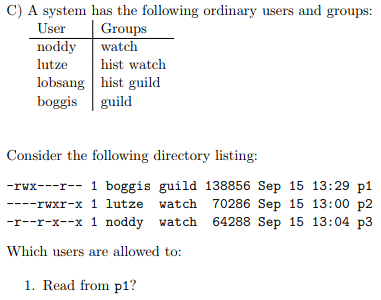 C) A system has the following ordinary users and groups:
User Groups
noddy watch
lutze hist watch
lobsang hist guild
boggis guild
Consider the following directory listing:
-rwx---r-- 1 boggis guild 138856 Sep 15 13:29 p1
----rwxr-x 1 lutze watch 70286 Sep 15 13:00 p2
-r--r-x--x 1 noddy watch 64288 Sep 15 13:04 p3
Which users are allowed to:
1. Read from p1?